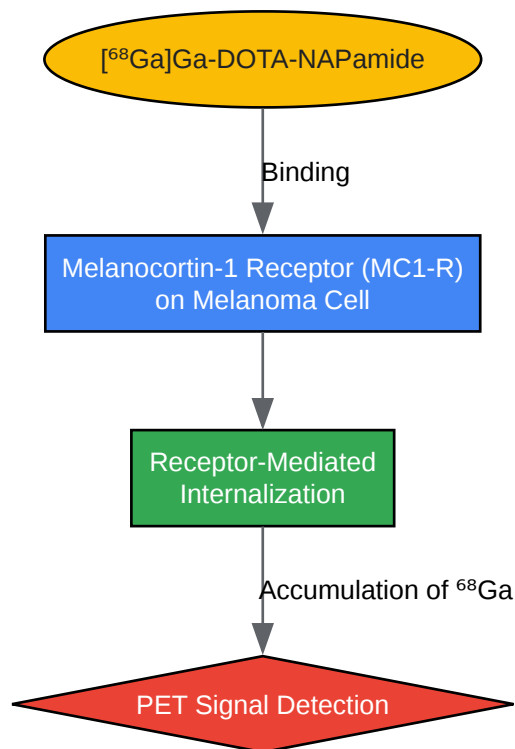 [⁶⁸Ga]Ga-DOTA-NAPamide
Binding
Melanocortin-1 Receptor (MC1-R)
on Melanoma Cell
Receptor-Mediated
Internalization
Accumulation of ⁶⁸Ga
PET Signal Detection